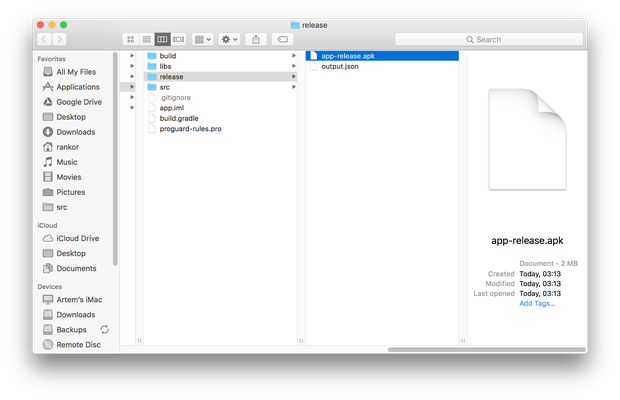 release
Search
Favorites
All My Files
Applications
Google Drive
Desktop
Downloads
rankor
Music
Movies
Pictures
src
iCloud
iCloud Drive
Desktop
Documents
Devices
Artem's iMac
Downloads
Backups
Remote Disc
build
libs
release
src
.gitignore
app.iml
build.gradle
proguard-rules.pro
app-release.apk
output.json
app-release.apk
Document - 2 MB
Created Today, 03:13
Modified Today, 03:13
Last opened Today, 03:13
Add Tags...